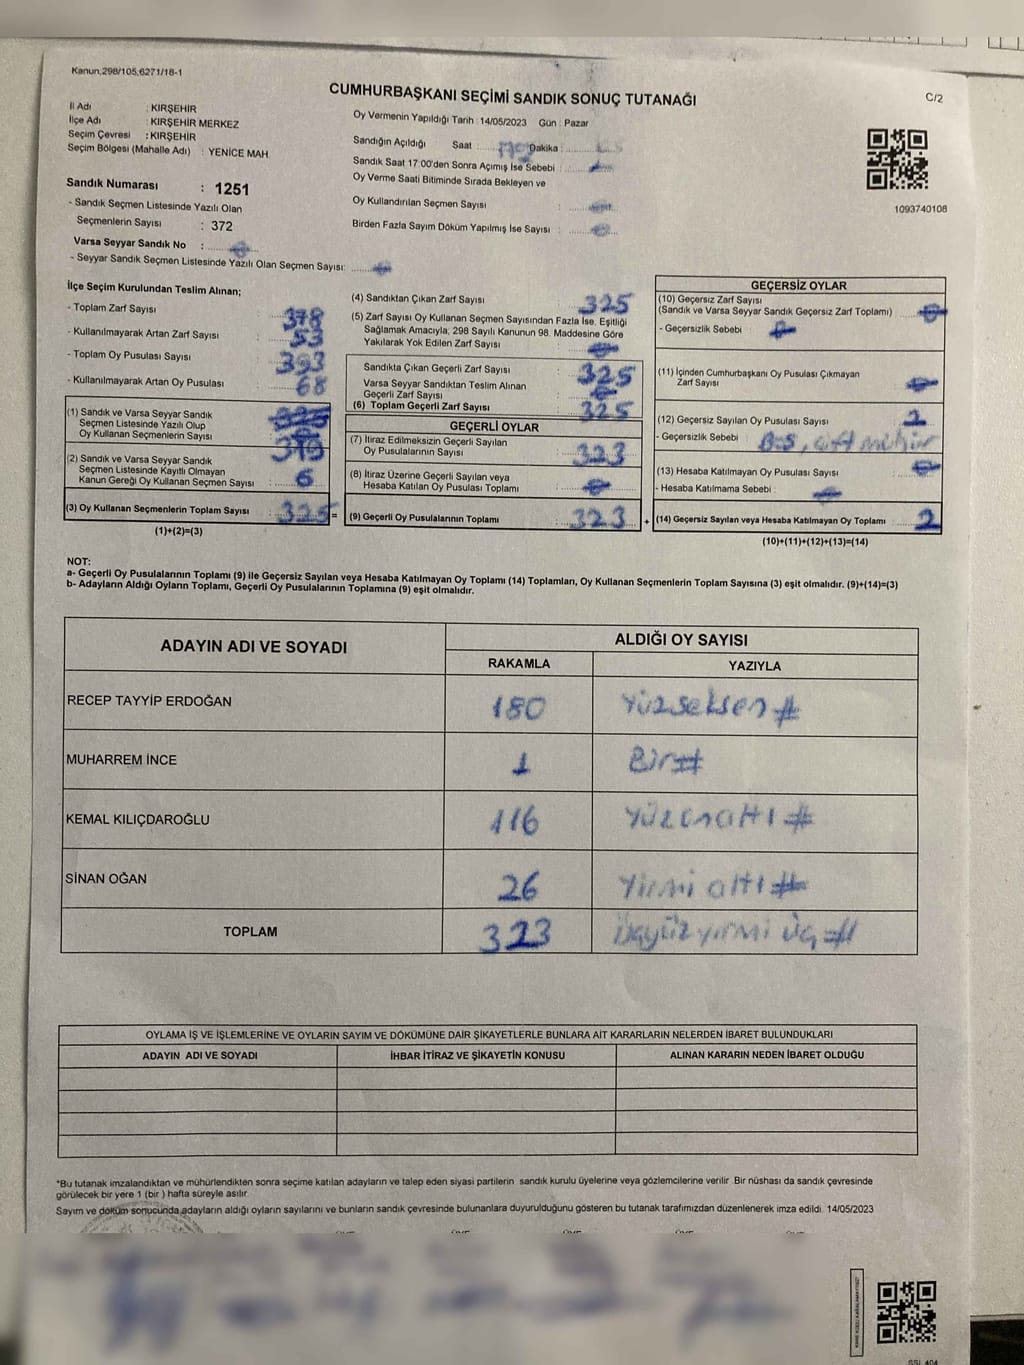 Kanun;298/105;6271/18-1
CUMHURBAŞKANI SEÇİMİ SANDIK SONUÇ TUTANAĞI
C/2
İl Adı : KIRŞEHİR
İlçe Adı : KIRŞEHİR MERKEZ
Seçim Çevresi : KIRŞEHİR
Seçim Bölgesi (Mahalle Adı) : YENİCE MAH
Sandık Numarası : 1251
- Sandık Seçmen Listesinde Yazılı Olan
Seçmenlerin Sayısı : 372
Varsa Seyyar Sandık No :
- Seyyar Sandık Seçmen Listesinde Yazılı Olan Seçmen Sayısı:
Oy Vermenin Yapıldığı Tarih :14/05/2023 Gün : Pazar
Sandığın Açıldığı Saat Dakika :
Sandık Saat 17:00'den Sonra Açılmış İse Sebebi :
Oy Verme Saati Bitiminde Sırada Bekleyen ve
Oy Kullandırılan Seçmen Sayısı :
Birden Fazla Sayım Döküm Yapılmış İse Sayısı :
1093740108
İlçe Seçim Kurulundan Teslim Alınan;
- Toplam Zarf Sayısı : 378
- Kullanılmayarak Artan Zarf Sayısı : 53
- Toplam Oy Pusulası Sayısı : 393
- Kullanılmayarak Artan Oy Pusulası : 68
(1) Sandık ve Varsa Seyyar Sandık
Seçmen Listesinde Yazılı Olup
Oy Kullanan Seçmenlerin Sayısı :
(2) Sandık ve Varsa Seyyar Sandık
Seçmen Listesinde Kayıtlı Olmayan
Kanun Gereği Oy Kullanan Seçmen Sayısı : 6
(3) Oy Kullanan Seçmenlerin Toplam Sayısı : 325 =
(1)+(2)=(3)
(4) Sandıktan Çıkan Zarf Sayısı : 325
(5) Zarf Sayısı Oy Kullanan Seçmen Sayısından Fazla İse, Eşitliği
Sağlamak Amacıyla; 298 Sayılı Kanunun 98. Maddesine Göre
Yakılarak Yok Edilen Zarf Sayısı :
Sandıkta Çıkan Geçerli Zarf Sayısı : 325
Varsa Seyyar Sandıktan Teslim Alınan
Geçerli Zarf Sayısı :
(6) Toplam Geçerli Zarf Sayısı : 325
GEÇERLİ OYLAR
(7) İtiraz Edilmeksizin Geçerli Sayılan
Oy Pusulalarının Sayısı : 323
(8) İtiraz Üzerine Geçerli Sayılan veya
Hesaba Katılan Oy Pusulası Toplamı :
(9) Geçerli Oy Pusulalarının Toplamı : 323 +
GEÇERSİZ OYLAR
(10) Geçersiz Zarf Sayısı
(Sandık ve Varsa Seyyar Sandık Geçersiz Zarf Toplamı) :
- Geçersizlik Sebebi :
(11) İçinden Cumhurbaşkanı Oy Pusulası Çıkmayan
Zarf Sayısı :
(12) Geçersiz Sayılan Oy Pusulası Sayısı : 2
- Geçersizlik Sebebi : Boş, çift mühür
(13) Hesaba Katılmayan Oy Pusulası Sayısı :
- Hesaba Katılmama Sebebi :
(14) Geçersiz Sayılan veya Hesaba Katılmayan Oy Toplamı : 2
(10)+(11)+(12)+(13)=(14)
NOT:
a- Geçerli Oy Pusulalarının Toplamı (9) ile Geçersiz Sayılan veya Hesaba Katılmayan Oy Toplamı (14) Toplamları, Oy Kullanan Seçmenlerin Toplam Sayısına (3) eşit olmalıdır. (9)+(14)=(3)
b- Adayların Aldığı Oyların Toplamı, Geçerli Oy Pusulalarının Toplamına (9) eşit olmalıdır.
ADAYIN ADI VE SOYADI
ALDIĞI OY SAYISI
RAKAMLA YAZIYLA
RECEP TAYYİP ERDOĞAN 180 Yüzseksen #
MUHARREM İNCE 1 Bir #
KEMAL KILIÇDAROĞLU 116 Yüzonaltı #
SİNAN OĞAN 26 Yirmi altı #
TOPLAM 323 Üçyüzyirmi üç #
OYLAMA İŞ VE İŞLEMLERİNE VE OYLARIN SAYIM VE DÖKÜMÜNE DAİR ŞİKAYETLERLE BUNLARA AİT KARARLARIN NELERDEN İBARET BULUNDUKLARI
ADAYIN ADI VE SOYADI İHBAR İTİRAZ VE ŞİKAYETİN KONUSU ALINAN KARARIN NEDEN İBARET OLDUĞU
*Bu tutanak imzalandıktan ve mühürlendikten sonra seçime katılan adayların ve talep eden siyasi partilerin sandık kurulu üyelerine veya gözlemcilerine verilir. Bir nüshası da sandık çevresinde
görülecek bir yere 1 (bir ) hafta süreyle asılır.
Sayım ve döküm sonucunda adayların aldığı oyların sayılarını ve bunların sandık çevresinde bulunanlara duyurulduğunu gösteren bu tutanak tarafımızdan düzenlenerek imza edildi. 14/05/2023